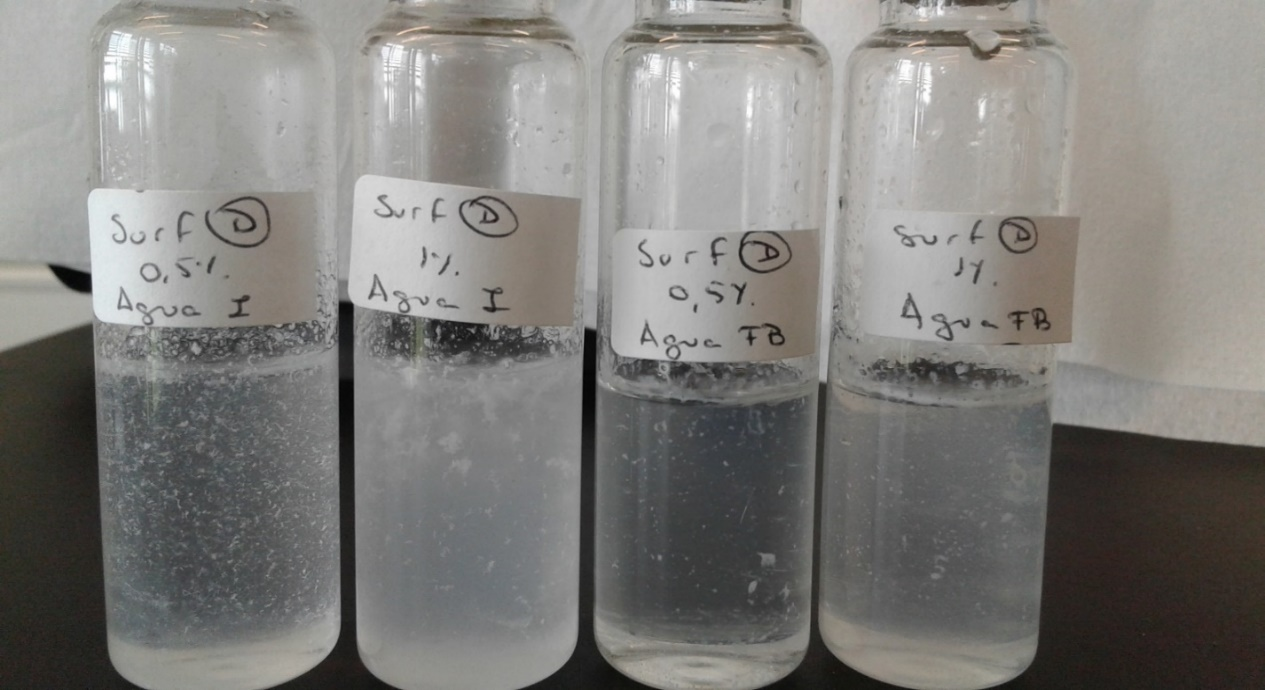 Surf D
0,5%.
Agua I
Surf D
1%.
Agua I
Surf D
0,5%.
Agua FB
Surf D
1%.
Agua FB